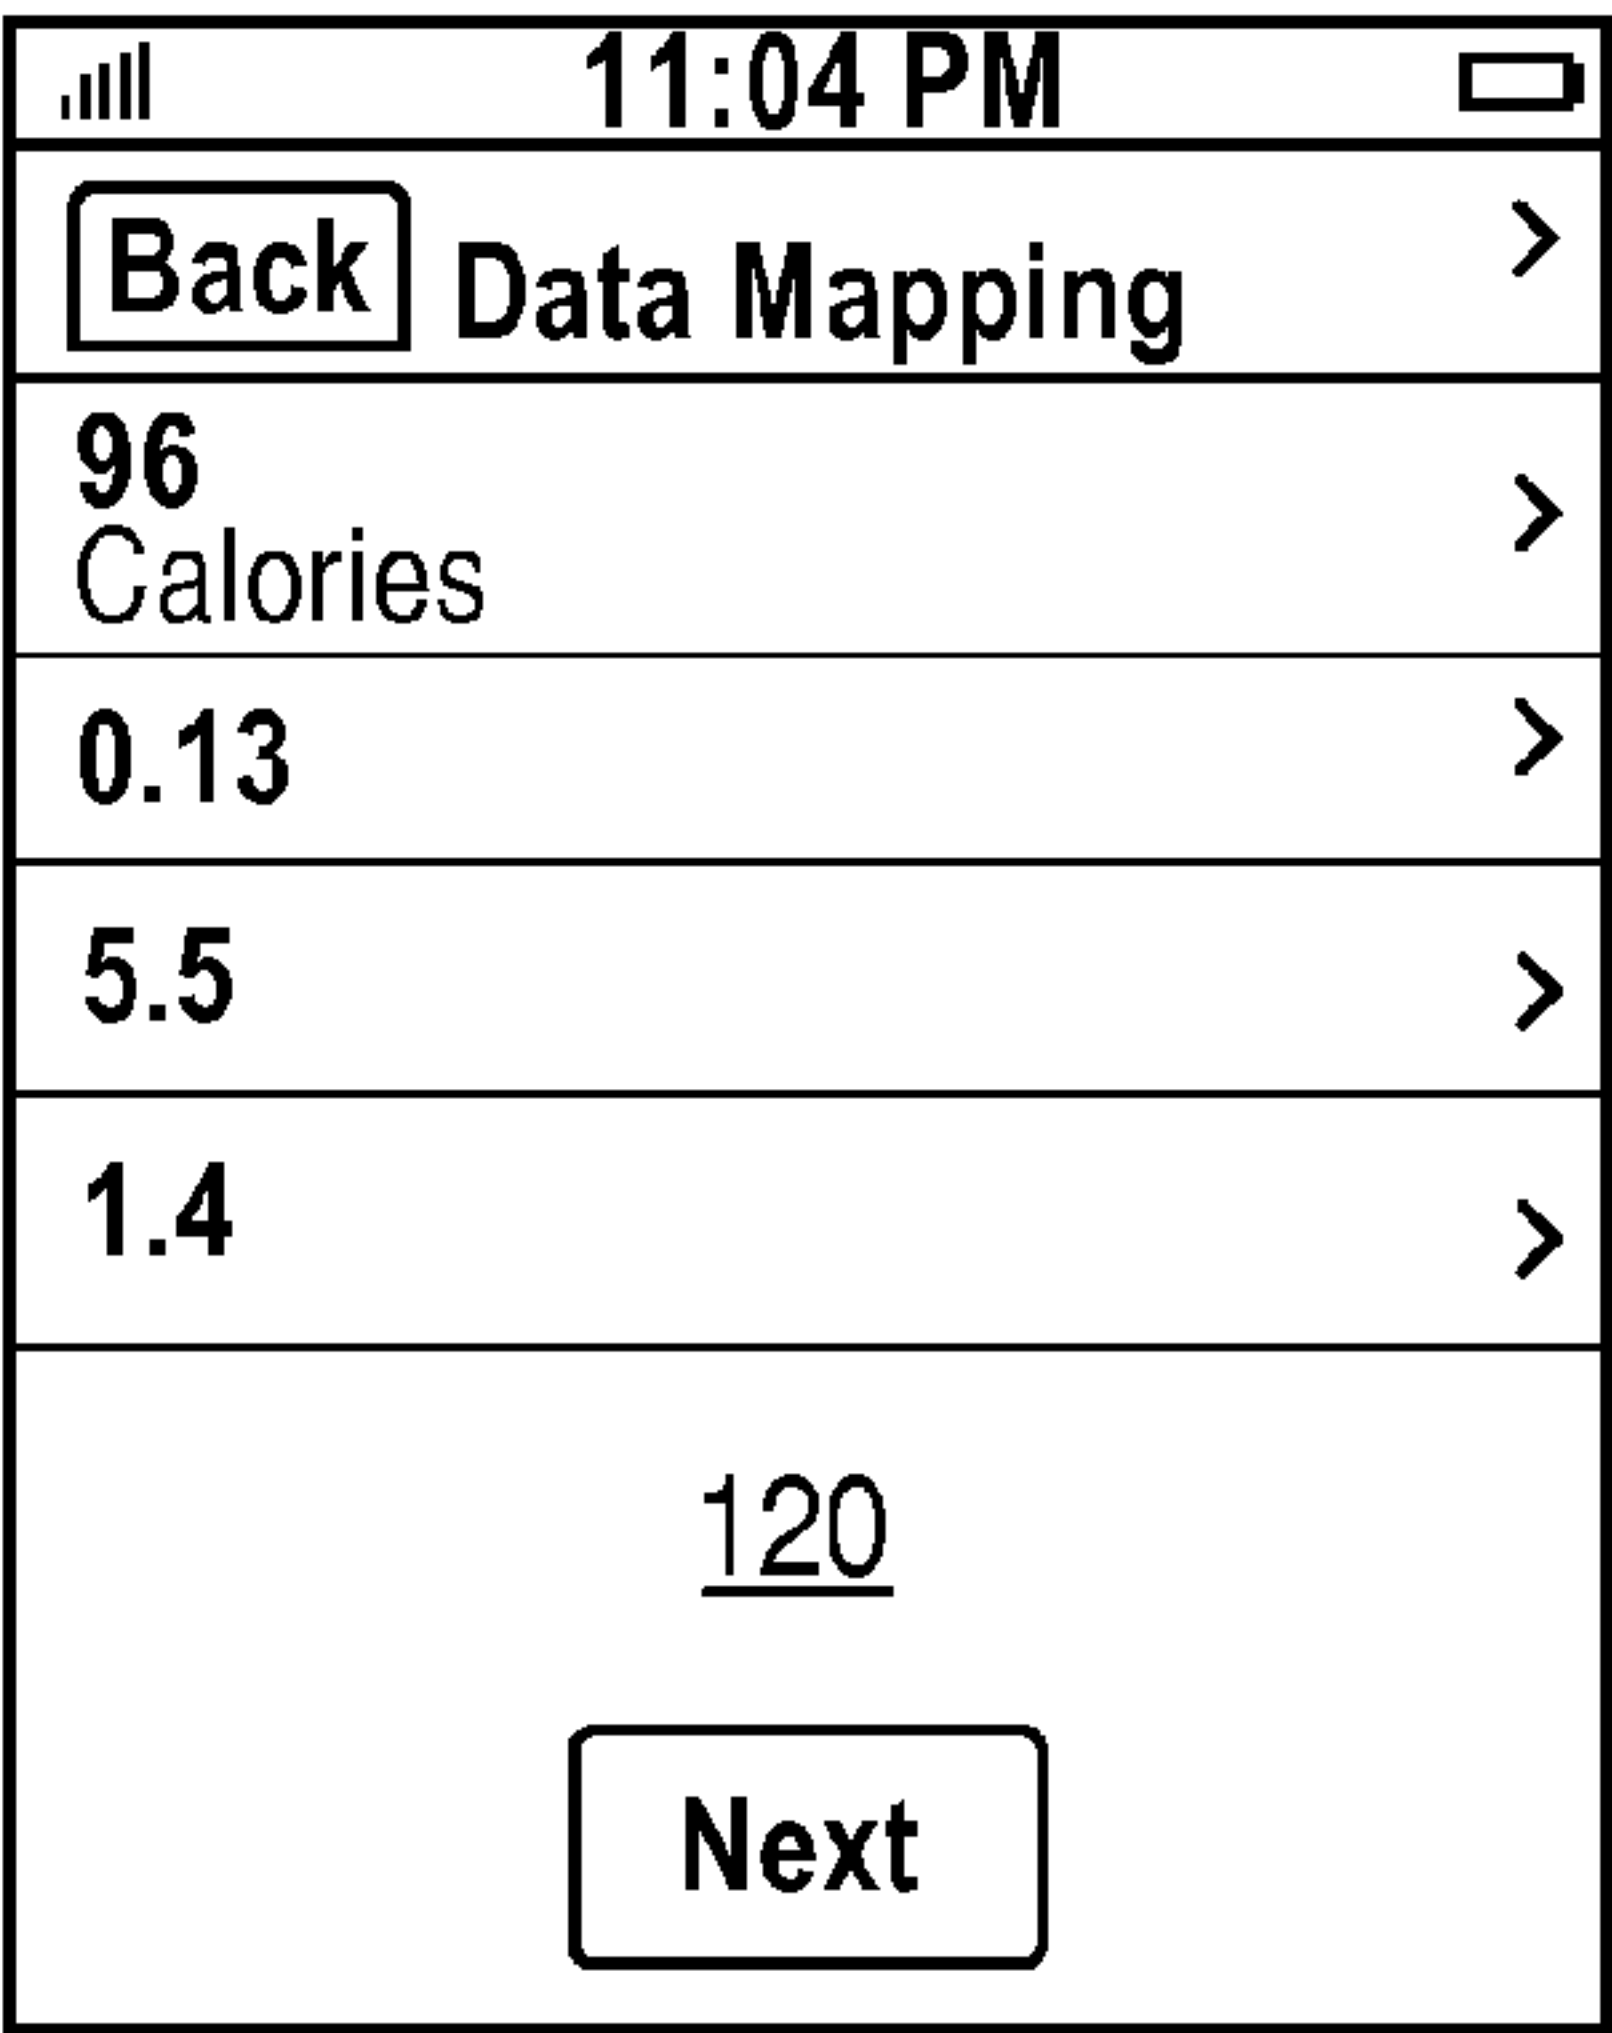 11:04 PM
Back Data Mapping >
96 >
Calories
0.13 >
5.5 >
1.4 >
120
Next